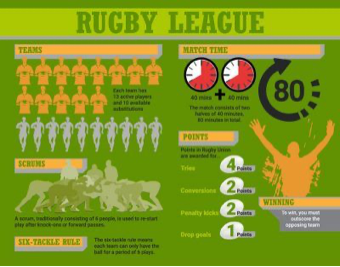 RUGBY LEAGUE
TEAMS
Each team has
13 active players
and 10 available
substitutions
SCRUMS
A scrum, traditionally consisting of 6 people, is used to re-start
play after knock-ons or forward passes.
SIX-TACKLE RULE
The six-tackle rule means
each team can only have the
ball for a period of 6 plays.
MATCH TIME
40 mins + 40 mins
80
The match consists of two
halves of 40 minutes,
80 minutes in total.
POINTS
Points in Rugby Union
are awarded for
Tries
4 Points
Conversions
2 Points
Penalty kicks
2 Points
Drop goals
1 Points
WINNING
To win, you must
outscore the
opposing team